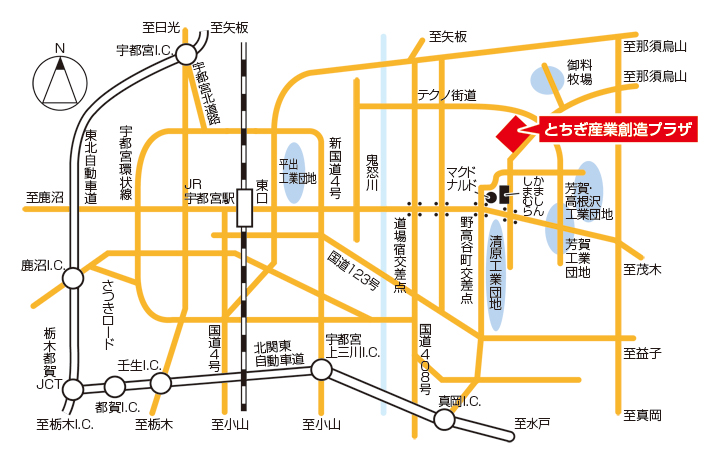 至日光
至矢板
宇都宮I.C.
N
宇都宮北道路
至矢板
至那須烏山
御料
牧場
至那須烏山
テクノ街道
とちぎ産業創造プラザ
東北自動車道
宇都宮環状線
平出
工業団地
新国道4号
鬼怒川
マクド
ナルド
かましん
しまむら
芳賀・
高根沢
工業団地
至鹿沼
JR
宇都宮駅
東口
道場宿交差点
野高谷町交差点
清原工業団地
芳賀
工業
団地
鹿沼I.C.
さつきロード
国道123号
至茂木
栃木
都賀
JCT
国道4号
北関東
自動車道
宇都宮
上三川I.C.
国道408号
至益子
壬生I.C.
都賀I.C.
真岡I.C.
至真岡
至栃木I.C.
至栃木
至小山
至小山
至水戸